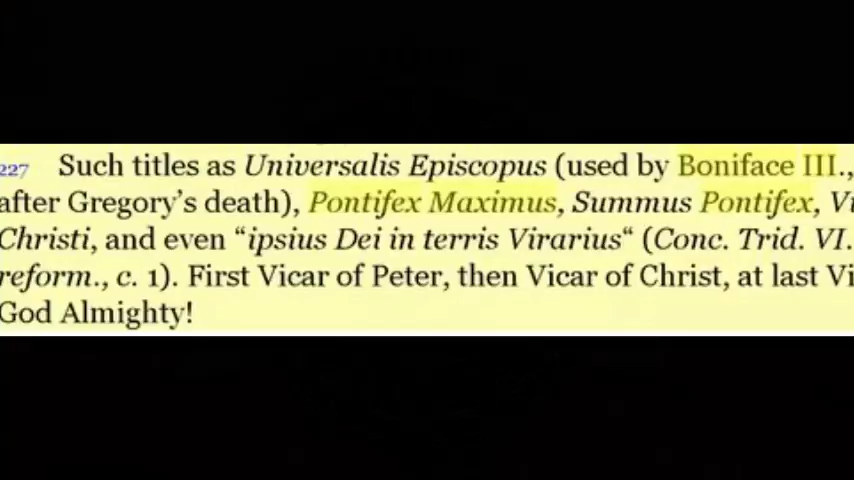 227 Such titles as Universalis Episcopus (used by Boniface III.,
after Gregory's death), Pontifex Maximus, Summus Pontifex, Vi
Christi, and even “ipsius Dei in terris Virarius“ (Conc. Trid. VI.
reform., c. 1). First Vicar of Peter, then Vicar of Christ, at last Vi
God Almighty!